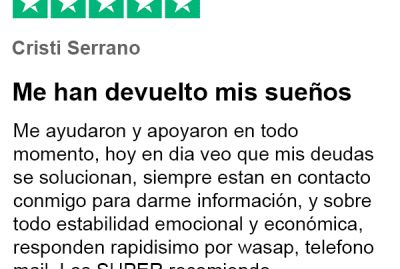 Cristi Serrano
Me han devuelto mis sueños
Me ayudaron y apoyaron en todo
momento, hoy en dia veo que mis deudas
se solucionan, siempre estan en contacto
conmigo para darme información, y sobre
todo estabilidad emocional y económica,
responden rapidisimo por wasap, telefono
mail. Los SUPER recomiendo